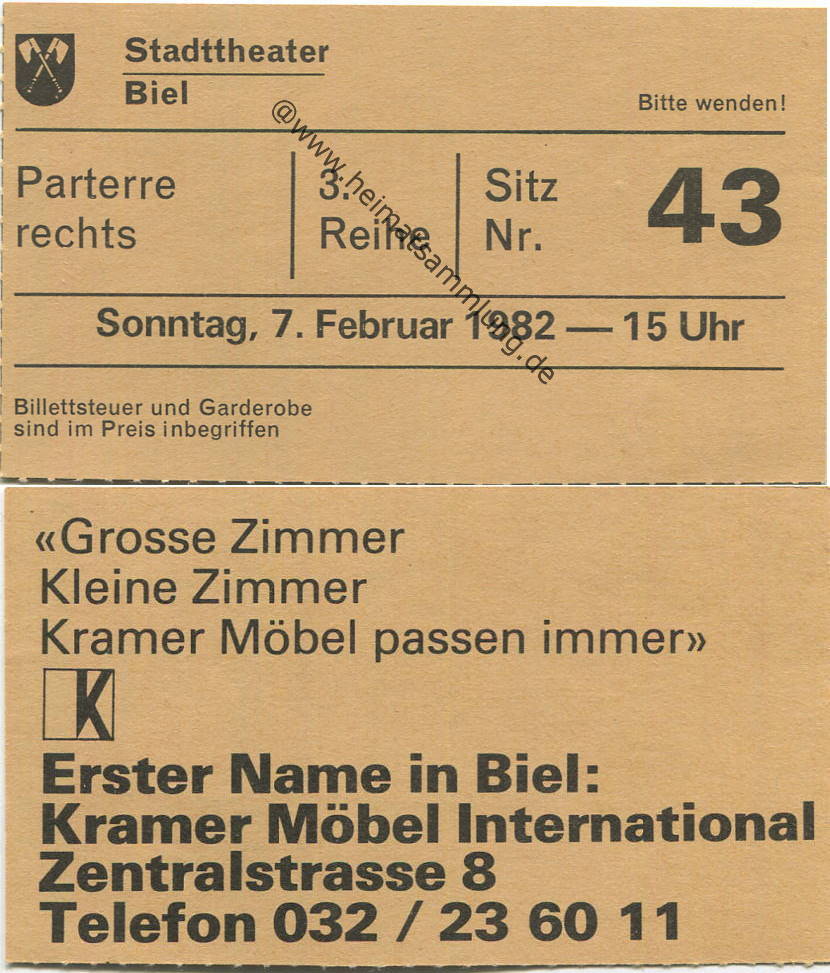 Stadttheater
Biel
Bitte wenden!
Parterre
rechts
3.
Reihe
Sitz
Nr.
43
Sonntag, 7. Februar 1982 — 15 Uhr
Billettsteuer und Garderobe
sind im Preis inbegriffen
@www.heimatsammlung.de
«Grosse Zimmer
Kleine Zimmer
Kramer Möbel passen immer»
K
Erster Name in Biel:
Kramer Möbel International
Zentralstrasse 8
Telefon 032 / 23 60 11